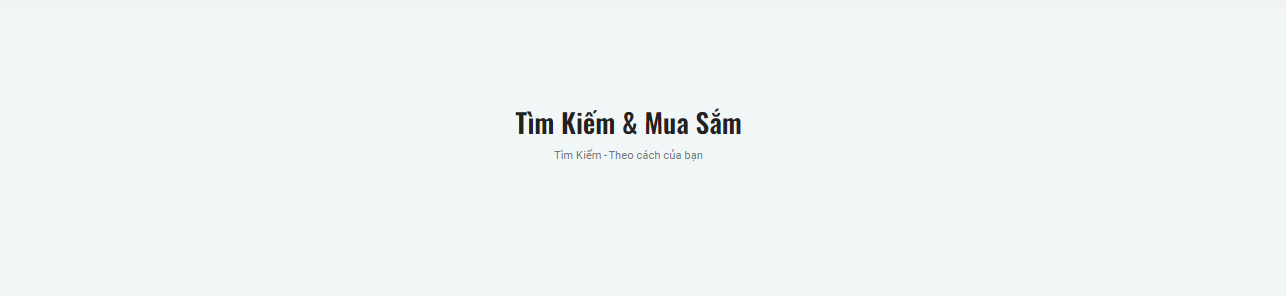 Tìm Kiếm & Mua Sắm
Tìm Kiếm - Theo cách của bạn